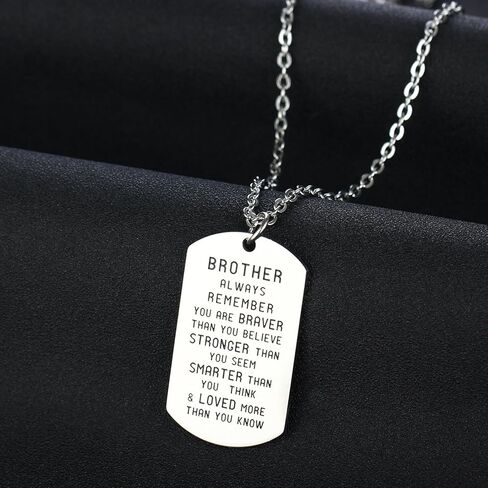 BROTHER
ALWAYS
REMEMBER
YOU ARE BRAVER
THAN YOU BELIEVE
STRONGER THAN
YOU SEEM
SMARTER THAN
YOU THINK
& LOVED MORE
THAN YOU KNOW